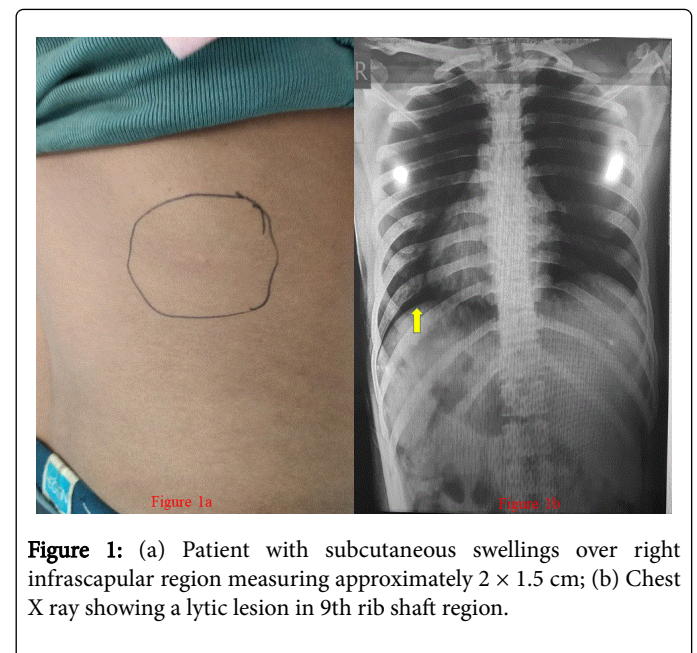 R
Figure 1a
Figure 1b
Figure 1: (a) Patient with subcutaneous swellings over right
infrascapular region measuring approximately 2 × 1.5 cm; (b) Chest
X ray showing a lytic lesion in 9th rib shaft region.